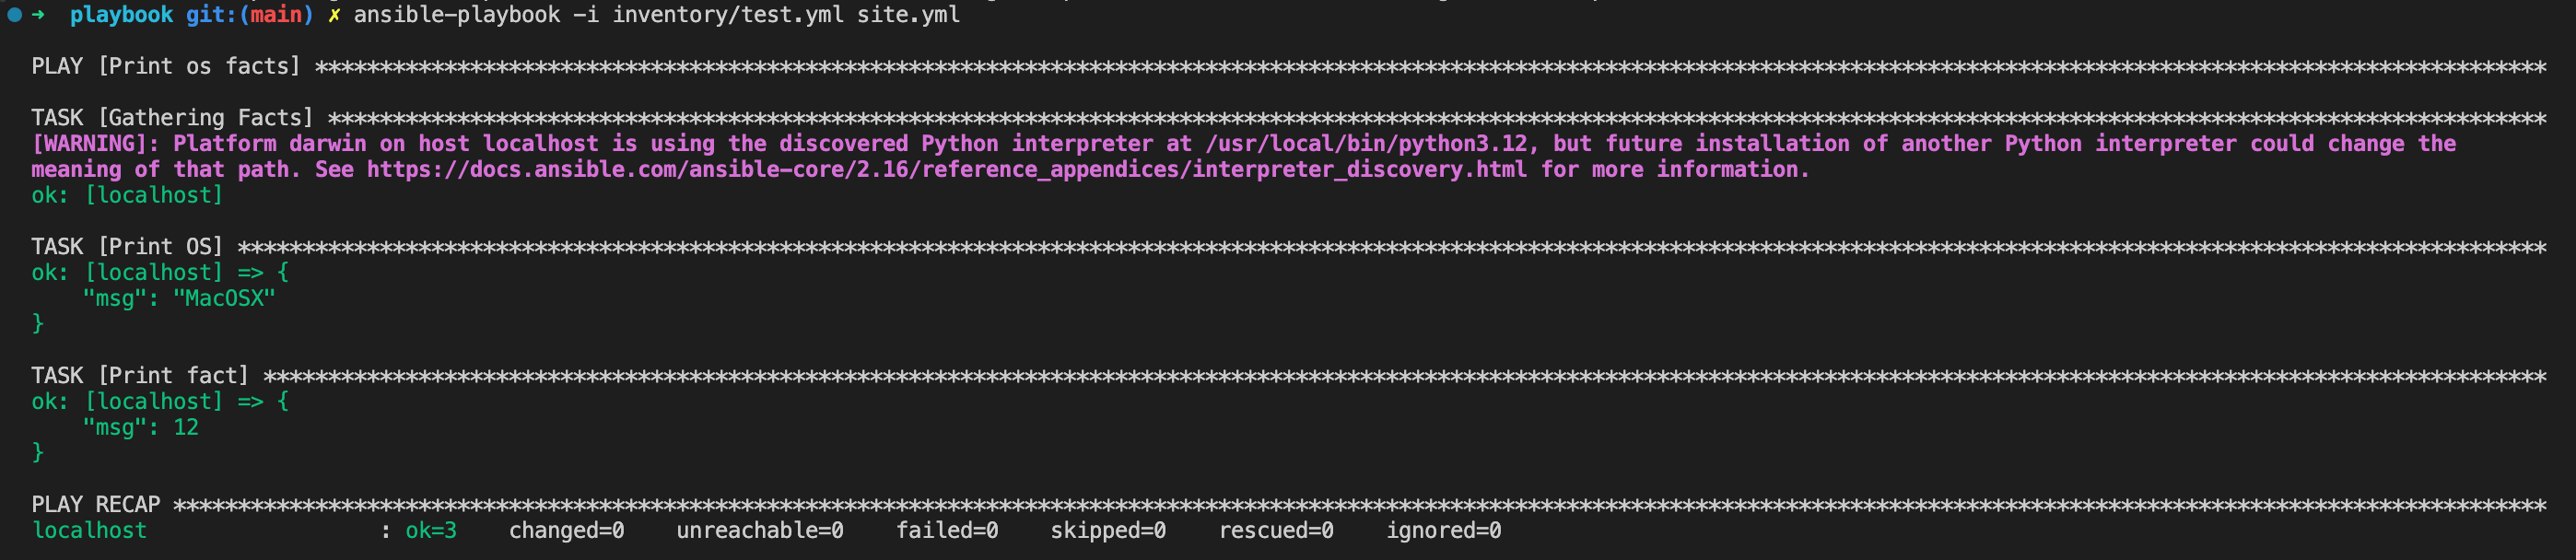 ➜ playbook git:(main) ✗ ansible-playbook -i inventory/test.yml site.yml
PLAY [Print os facts] ****************************************************************************************************************************************************************************
TASK [Gathering Facts] ***************************************************************************************************************************************************************************
[WARNING]: Platform darwin on host localhost is using the discovered Python interpreter at /usr/local/bin/python3.12, but future installation of another Python interpreter could change the
meaning of that path. See https://docs.ansible.com/ansible-core/2.16/reference_appendices/interpreter_discovery.html for more information.
ok: [localhost]
TASK [Print OS] **********************************************************************************************************************************************************************************
ok: [localhost] => {
    "msg": "MacOSX"
}
TASK [Print fact] ********************************************************************************************************************************************************************************
ok: [localhost] => {
    "msg": 12
}
PLAY RECAP ***************************************************************************************************************************************************************************************
localhost                  : ok=3    changed=0    unreachable=0    failed=0    skipped=0    rescued=0    ignored=0